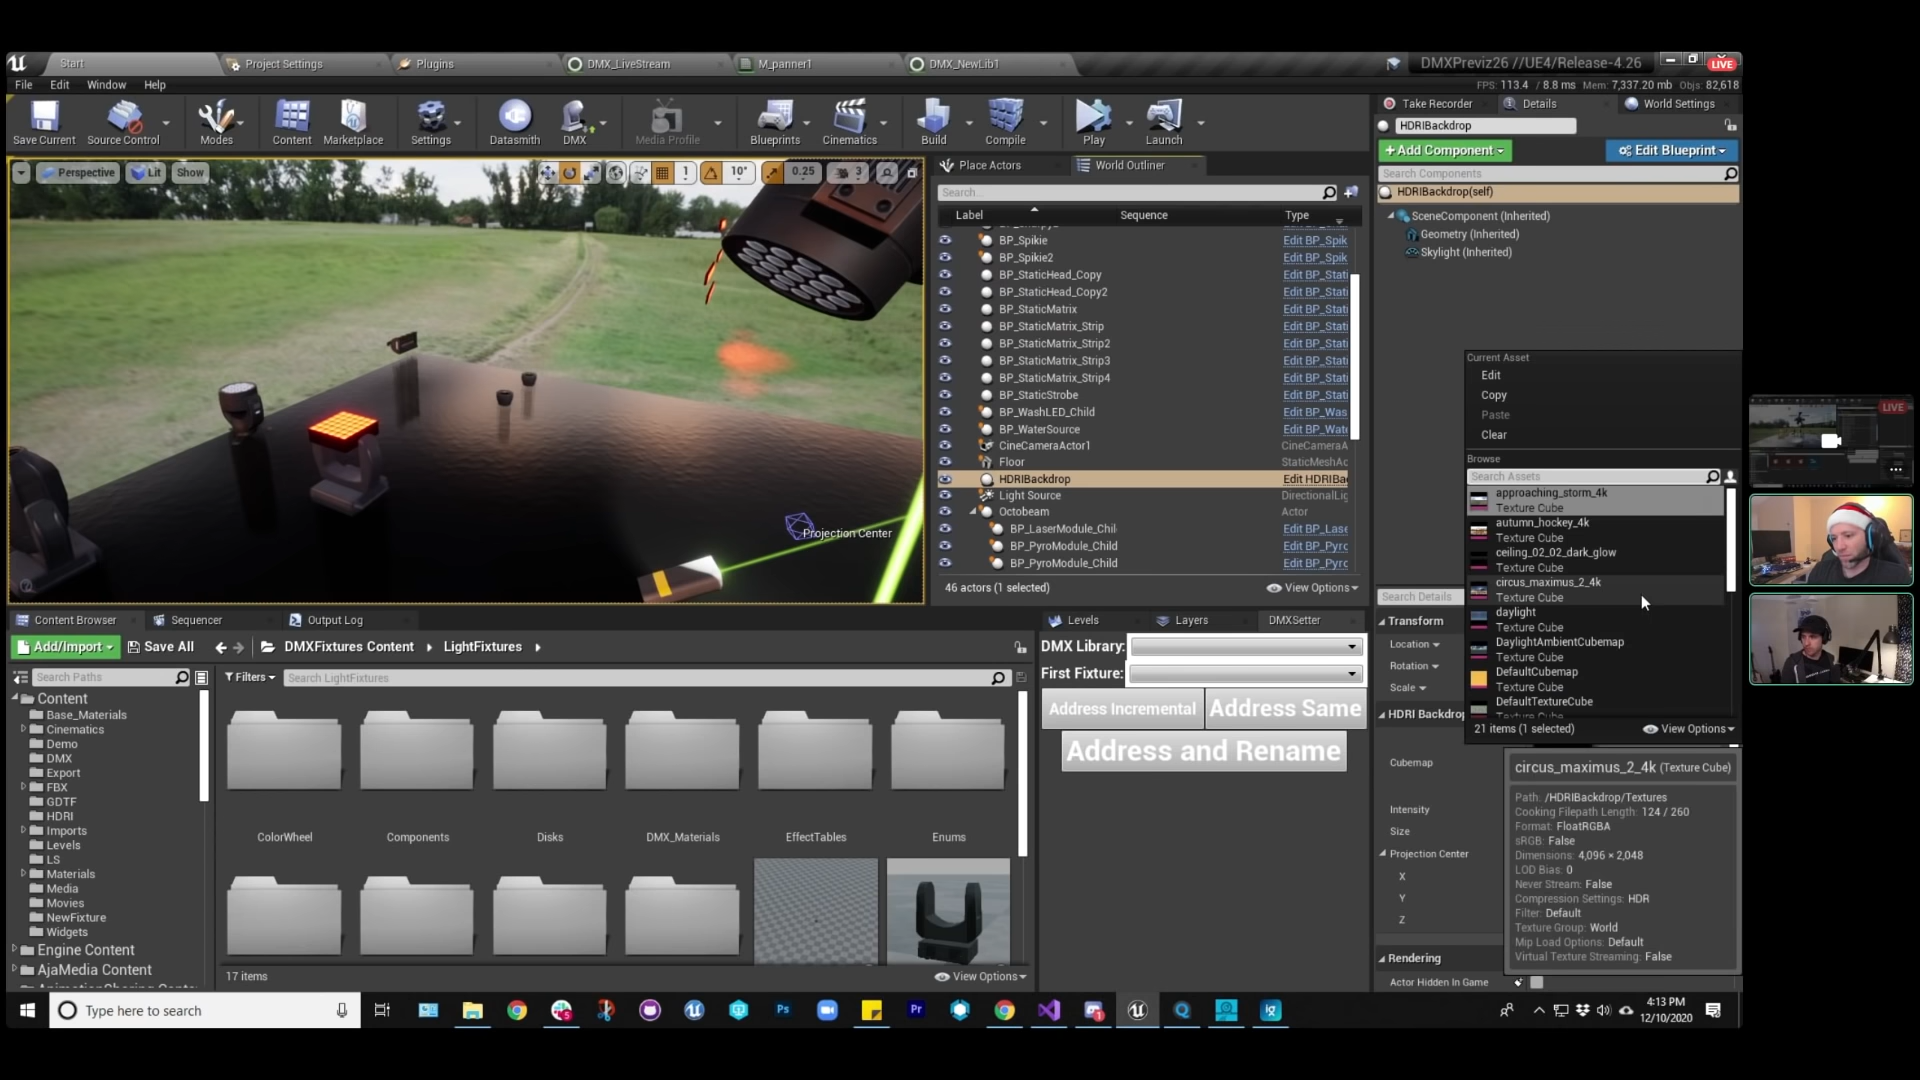 Start
Project Settings
Plugins
DMX_LiveStream
M_panner1
DMX_NewLib1
DMXPreviz26 //UE4/Release-4.26
LIVE
File Edit Window Help
FPS: 113.4 / 8.8 ms Mem: 7,337.20 mb Objs: 82,618
Save Current
Source Control
Modes
Content
Marketplace
Settings
Datasmith
DMX
Media Profile
Blueprints
Cinematics
Build
Compile
Play
Launch
Take Recorder
Details
World Settings
HDRIBackdrop
+Add Component
Edit Blueprint
Search Components
HDRIBackdrop(self)
SceneComponent (Inherited)
Geometry (Inherited)
Skylight (Inherited)
Perspective
Lit
Show
1
10°
0.25
3
Projection Center
Place Actors
World Outliner
Search...
Label Sequence Type
BP_Spikie Edit BP_Spik
BP_Spikie2 Edit BP_Spik
BP_StaticHead_Copy Edit BP_Stati
BP_StaticHead_Copy2 Edit BP_Stati
BP_StaticMatrix Edit BP_Stati
BP_StaticMatrix_Strip Edit BP_Stati
BP_StaticMatrix_Strip2 Edit BP_Stati
BP_StaticMatrix_Strip3 Edit BP_Stati
BP_StaticMatrix_Strip4 Edit BP_Stati
BP_StaticStrobe Edit BP_Stati
BP_WashLED_Child Edit BP_Was
BP_WaterSource Edit BP_Wate
CineCameraActor1 CineCameraA
Floor StaticMeshAc
HDRIBackdrop Edit HDRIBa
Light Source DirectionalLig
Octobeam Actor
BP_LaserModule_Chil Edit BP_Lase
BP_PyroModule_Child Edit BP_Pyrc
BP_PyroModule_Child Edit BP_Pyrc
46 actors (1 selected)
View Options
Current Asset
Edit
Copy
Paste
Clear
Browse
Search Assets
approaching_storm_4k
Texture Cube
autumn_hockey_4k
Texture Cube
ceiling_02_02_dark_glow
Texture Cube
circus_maximus_2_4k
Texture Cube
daylight
Texture Cube
DaylightAmbientCubemap
Texture Cube
DefaultCubemap
Texture Cube
DefaultTextureCube
Texture Cube
21 items (1 selected)
View Options
Search Details
Transform
Location
Rotation
Scale
HDRI Backdrop
Cubemap
Intensity
Size
Projection Center
X
Y
Z
Rendering
Actor Hidden In Game
circus_maximus_2_4k (Texture Cube)
Path: /HDRIBackdrop/Textures
Cooking Filepath Length: 124 / 260
Format: FloatRGBA
sRGB: False
Dimensions: 4,096 × 2,048
LOD Bias: 0
Never Stream: False
Compression Settings: HDR
Filter: Default
Texture Group: World
Mip Load Options: Default
Virtual Texture Streaming: False
Content Browser
Sequencer
Output Log
Add/Import
Save All
DMXFixtures Content
LightFixtures
Search Paths
Filters
Search LightFixtures
Content
Base_Materials
Cinematics
Demo
DMX
Export
FBX
GDTF
HDRI
Imports
Levels
LS
Materials
Media
Movies
NewFixture
Widgets
Engine Content
AjaMedia Content
ColorWheel
Components
Disks
DMX_Materials
EffectTables
Enums
17 items
View Options
Levels
Layers
DMXSetter
DMX Library:
First Fixture:
Address Incremental
Address Same
Address and Rename
LIVE
Type here to search
Ps
Pr
4:13 PM
12/10/2020